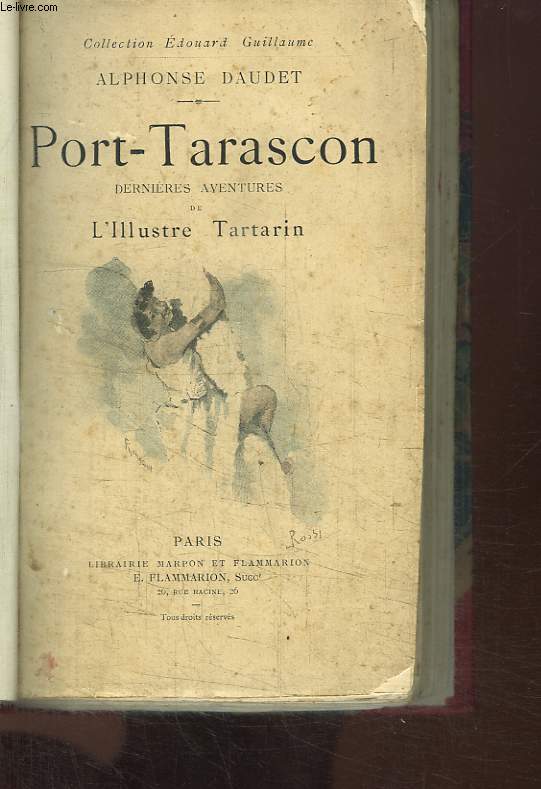 Le-Livre.com
Collection Édouard Guillaume
ALPHONSE DAUDET
Port-Tarascon
DERNIÈRES AVENTURES
DE
L'Illustre Tartarin
Rossi
PARIS
LIBRAIRIE MARPON ET FLAMMARION
E. FLAMMARION, Succr
26, RUE RACINE, 26
Tous droits réservés